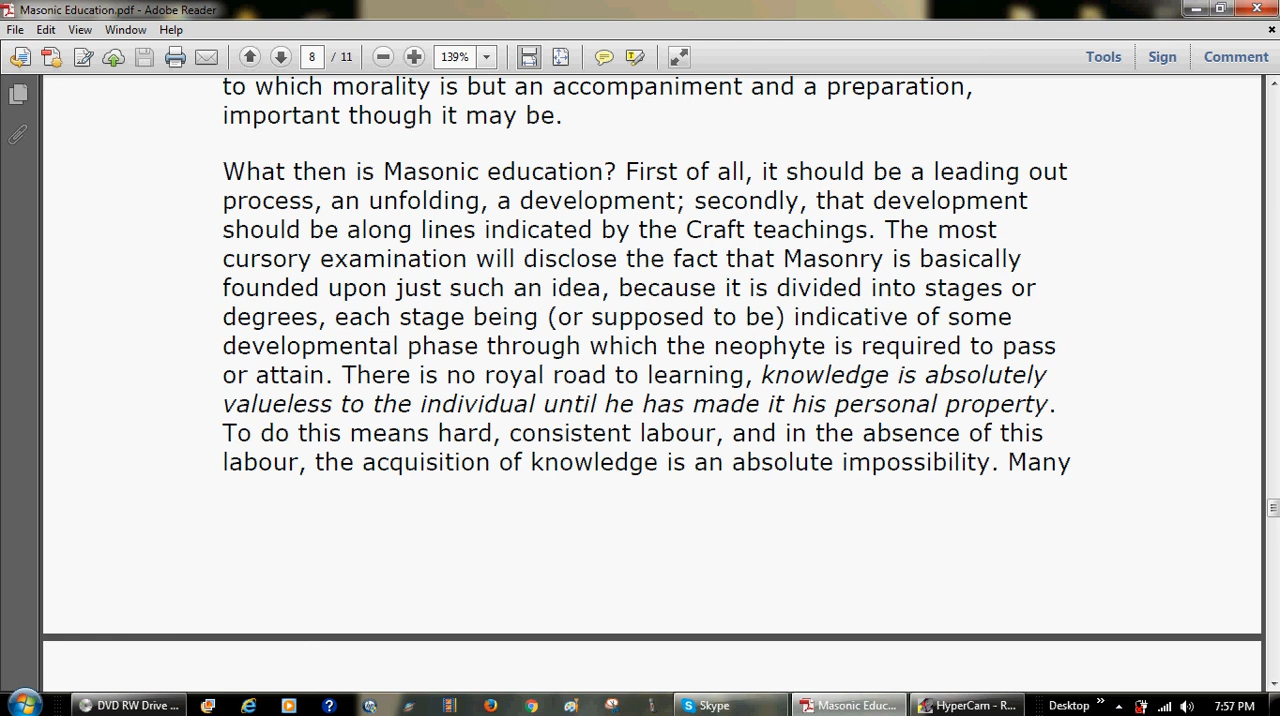 Masonic Education.pdf - Adobe Reader
File Edit View Window Help
8 / 11 139% Tools Sign Comment
to which morality is but an accompaniment and a preparation,
important though it may be.
What then is Masonic education? First of all, it should be a leading out
process, an unfolding, a development; secondly, that development
should be along lines indicated by the Craft teachings. The most
cursory examination will disclose the fact that Masonry is basically
founded upon just such an idea, because it is divided into stages or
degrees, each stage being (or supposed to be) indicative of some
developmental phase through which the neophyte is required to pass
or attain. There is no royal road to learning, knowledge is absolutely
valueless to the individual until he has made it his personal property.
To do this means hard, consistent labour, and in the absence of this
labour, the acquisition of knowledge is an absolute impossibility. Many
DVD RW Drive ... Skype Masonic Educ... HyperCam - R... Desktop » 7:57 PM